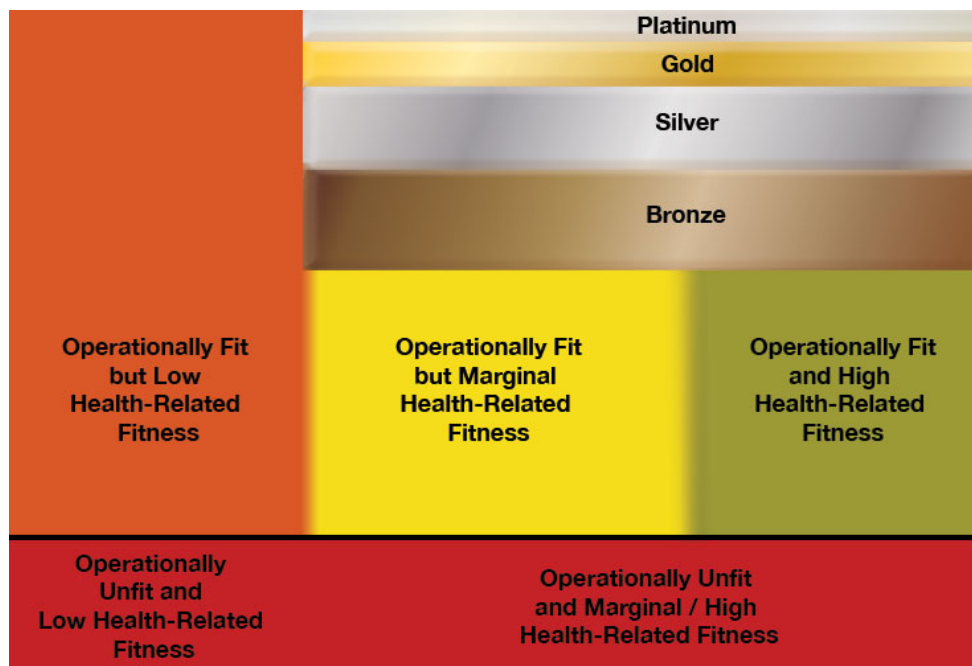 Platinum
Gold
Silver
Bronze
Operationally Fit
but Low
Health-Related
Fitness
Operationally Fit
but Marginal
Health-Related
Fitness
Operationally Fit
and High
Health-Related
Fitness
Operationally
Unfit and
Low Health-Related
Fitness
Operationally Unfit
and Marginal / High
Health-Related Fitness